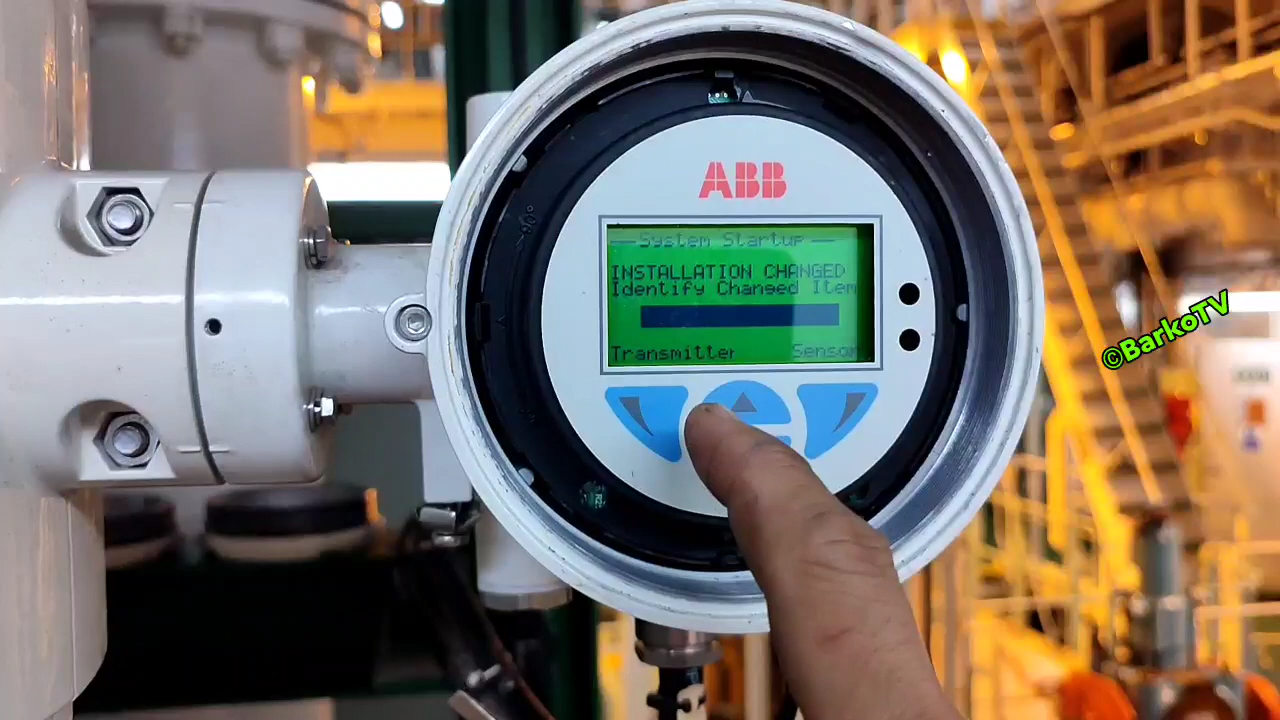 ABB
System Startup
INSTALLATION CHANGED
Identify Changed Item
Transmitter Sensor
©BarkoTV